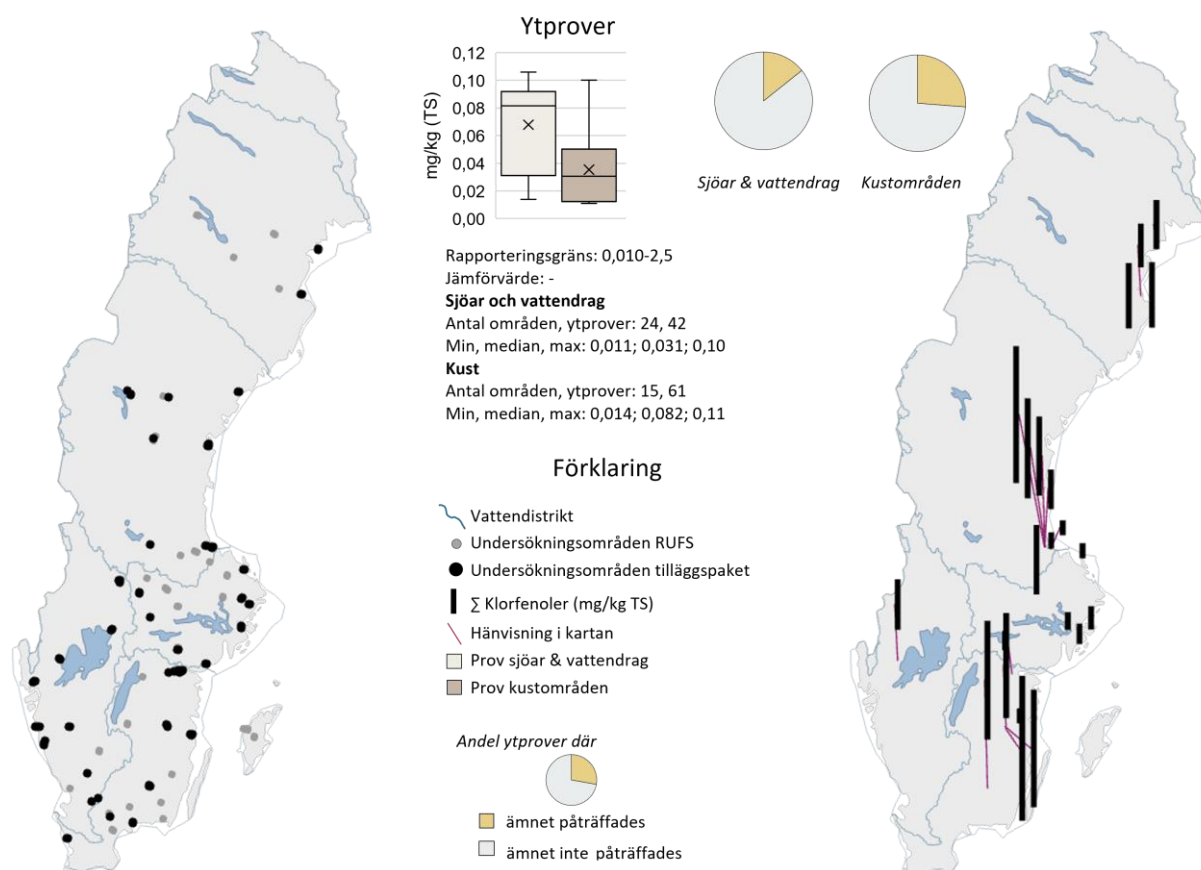 Ytprover
0,12
0,10
0,08
0,06
0,04
0,02
0,00
mg/kg (TS)
Sjöar & vattendrag
Kustområden
Rapporteringsgräns: 0,010-2,5
Jämförvärde: -
Sjöar och vattendrag
Antal områden, ytprover: 24, 42
Min, median, max: 0,011; 0,031; 0,10
Kust
Antal områden, ytprover: 15, 61
Min, median, max: 0,014; 0,082; 0,11
Förklaring
Vattendistrikt
Undersökningsområden RUFS
Undersökningsområden tilläggspaket
∑ Klorfenoler (mg/kg TS)
Hänvisning i kartan
Prov sjöar & vattendrag
Prov kustområden
Andel ytprover där
ämnet påträffades
ämnet inte påträffades